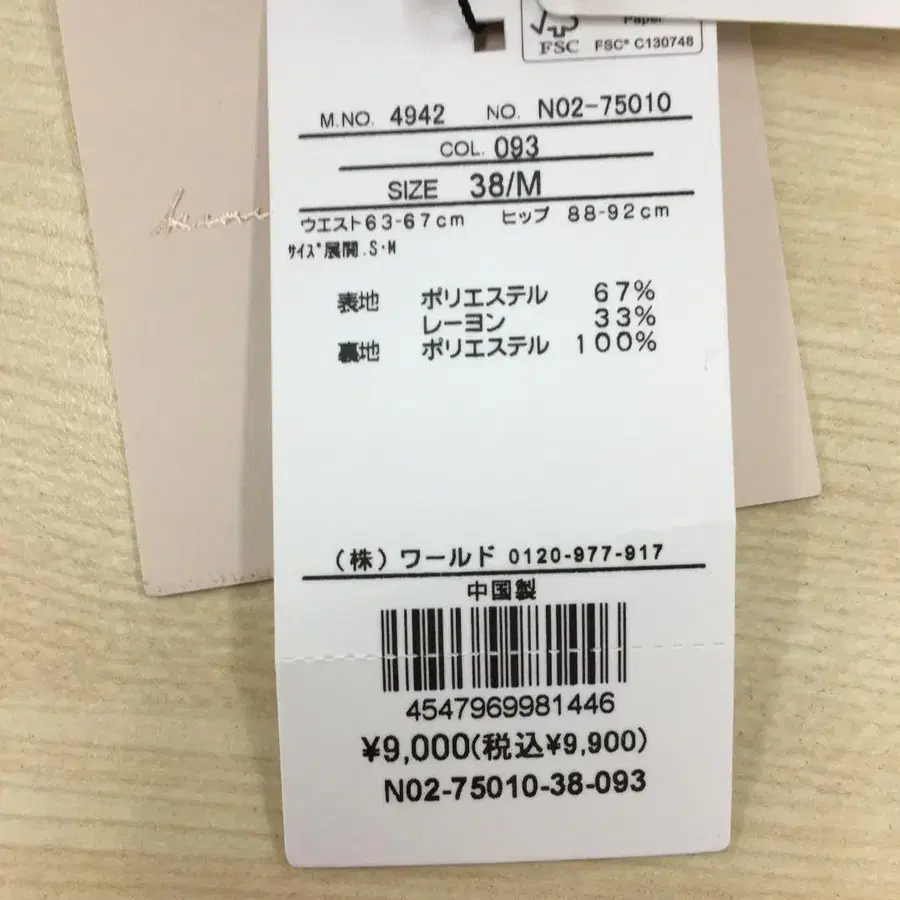 Paper
FSC FSC® C130748
M.NO. 4942 NO. N02-75010
COL. 093
SIZE 38/M
ウエスト63-67cm ヒップ 88-92cm
ｻｲｽﾞ展開.S・M
表地 ポリエステル 67%
レーヨン 33%
裏地 ポリエステル 100%
(株)ワールド 0120-977-917
中国製
4547969981446
¥9,000(税込¥9,900)
N02-75010-38-093